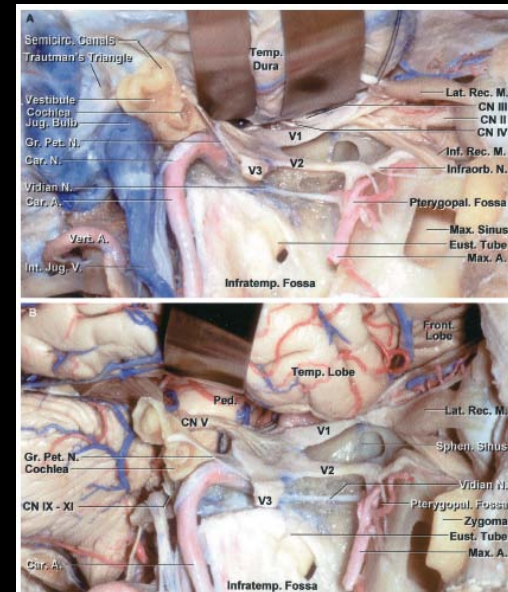 A
Semicirc. Canals
Trautman's Triangle
Vestibule
Cochlea
Jug. Bulb
Gr. Pet. N.
Car. N.
Vidian N.
Car. A.
Vert. A.
Int. Jug. V.
Temp.
Dura
V1
V2
V3
Infratemp. Fossa
Lat. Rec. M.
CN III
CN II
CN IV
Inf. Rec. M.
Infraorb. N.
Pterygopal. Fossa
Max. Sinus
Eust. Tube
Max. A.
B
Ped.
CN V
Gr. Pet. N.
Cochlea
CN IX - XI
Car. A.
Temp. Lobe
Front.
Lobe
V1
V2
V3
Infratemp. Fossa
Lat. Rec. M.
Sphen. Sinus
Vidian N.
Pterygopal. Fossa
Zygoma
Eust. Tube
Max. A.